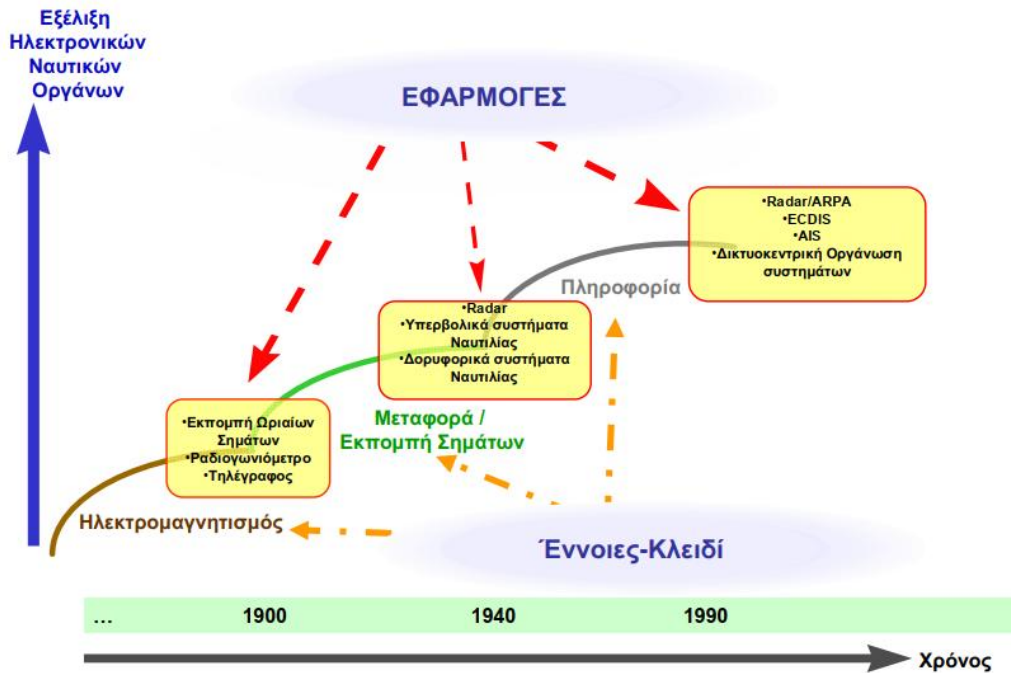 Εξέλιξη
Ηλεκτρονικών
Ναυτικών
Οργάνων
ΕΦΑΡΜΟΓΕΣ
•Radar/ARPA
•ECDIS
•AIS
•Δικτυοκεντρική Οργάνωση
συστημάτων
Πληροφορία
•Radar
•Υπερβολικά συστήματα
Ναυτιλίας
•Δορυφορικά συστήματα
Ναυτιλίας
•Εκπομπή Ωριαίων
Σημάτων
•Ραδιογωνιόμετρο
•Τηλέγραφος
Μεταφορά /
Εκπομπή Σημάτων
Ηλεκτρομαγνητισμός
Έννοιες-Κλειδί
... 1900 1940 1990
Χρόνος